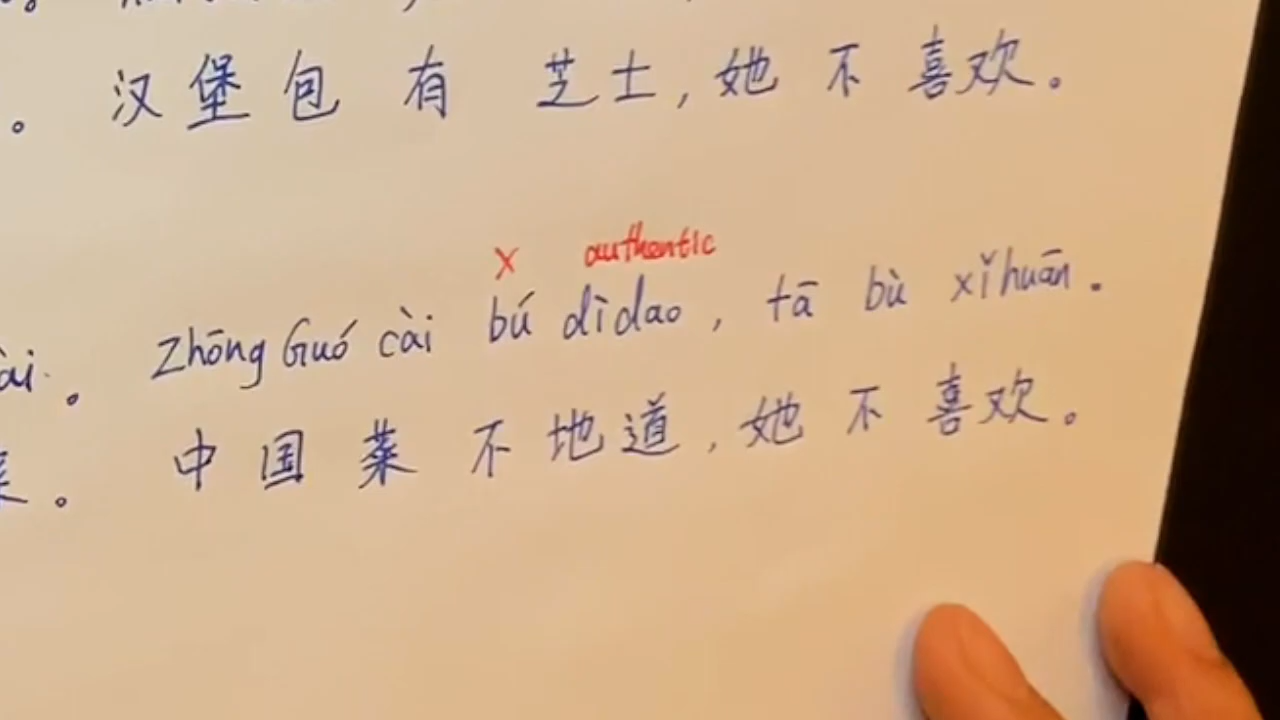 。 汉堡包 有 芝士,她 不 喜欢。
x authentic
ài. 。 Zhōng Guó cài bú dìdao , tā bù xǐhuān .
。 中国菜 不地道,她 不 喜欢。